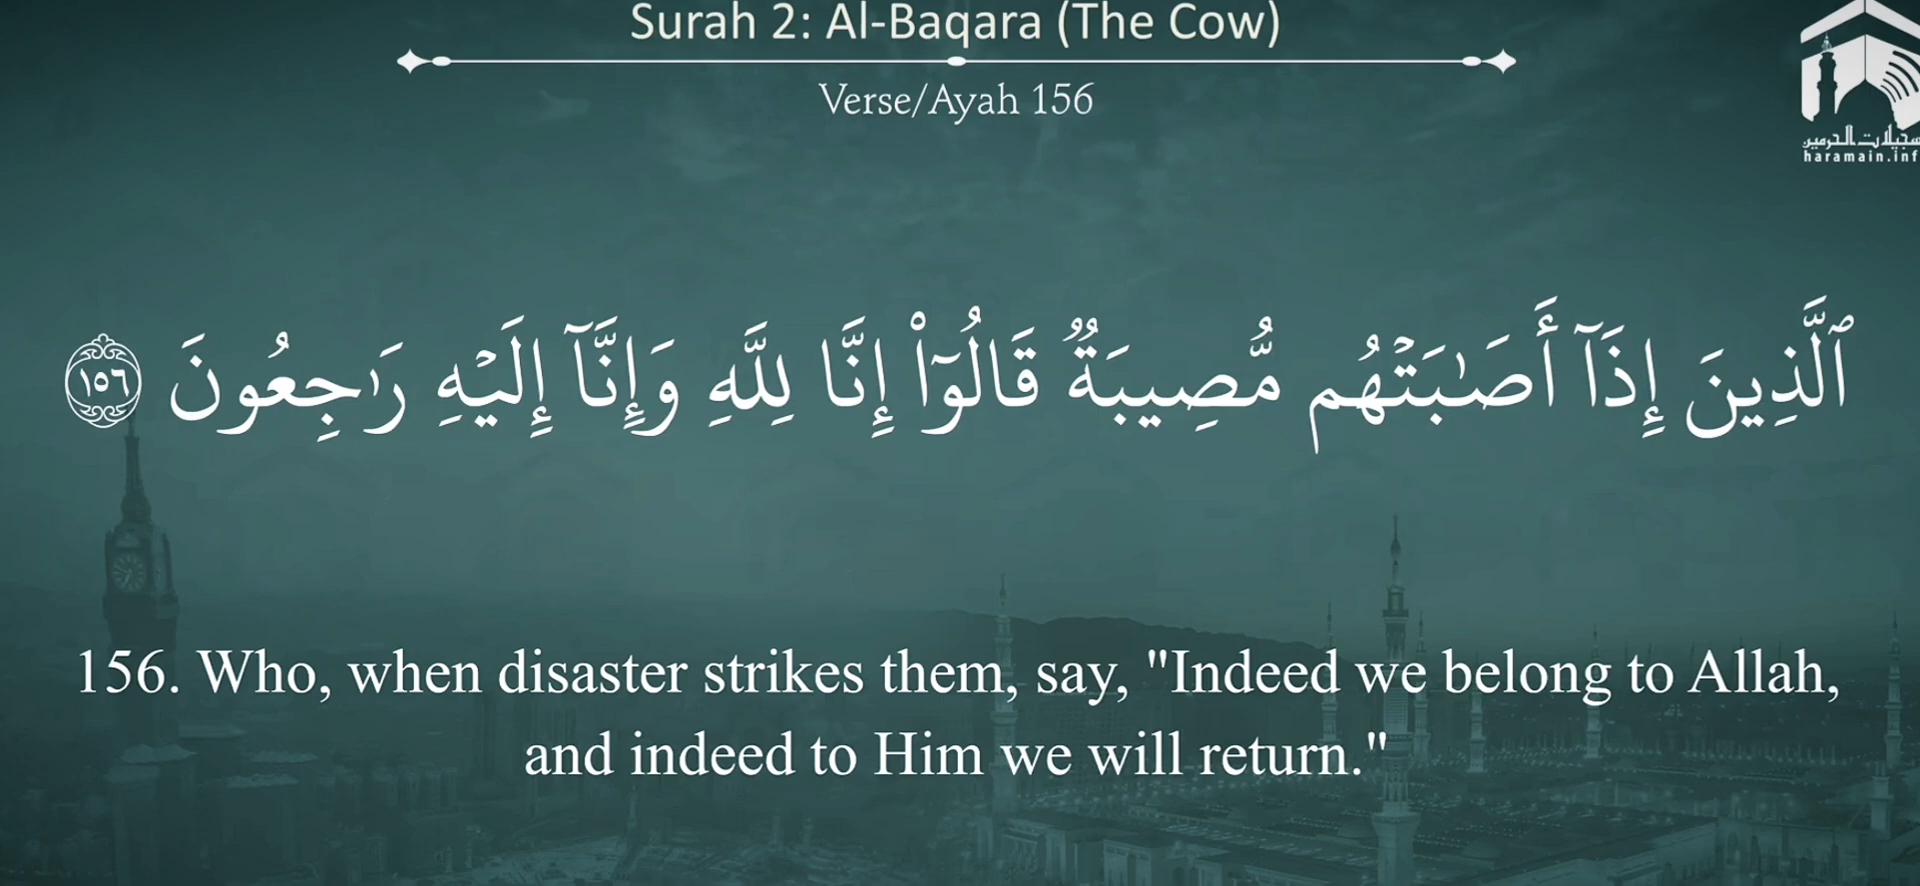 Surah 2: Al-Baqara (The Cow)
Verse/Ayah 156
haramain.inf
ٱلَّذِينَ إِذَآ أَصَـٰبَتْهُم مُّصِيبَةٌ قَالُوٓا۟ إِنَّا لِلَّهِ وَإِنَّآ إِلَيْهِ رَٰجِعُونَ ١٥٦
156. Who, when disaster strikes them, say, "Indeed we belong to Allah,
and indeed to Him we will return."